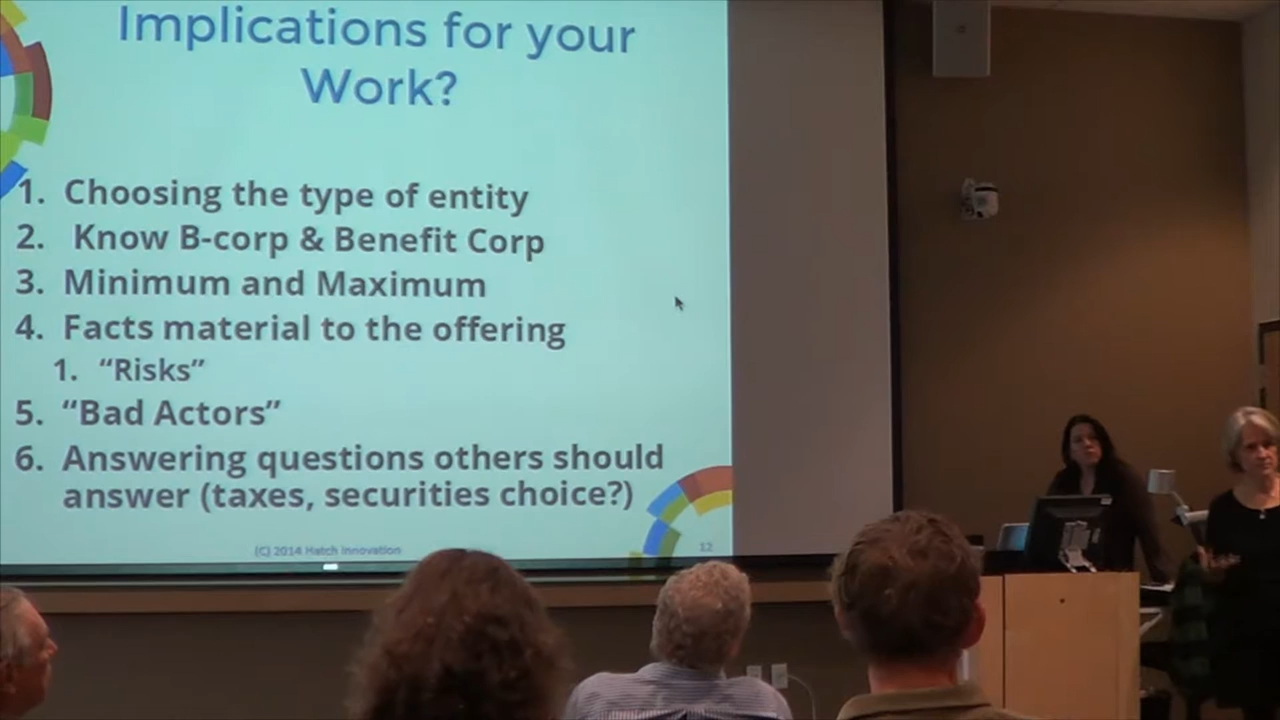 Implications for your
Work?
1. Choosing the type of entity
2. Know B-corp & Benefit Corp
3. Minimum and Maximum
4. Facts material to the offering
1. “Risks”
5. “Bad Actors”
6. Answering questions others should
answer (taxes, securities choice?)
(C) 2014 Hatch Innovation
12